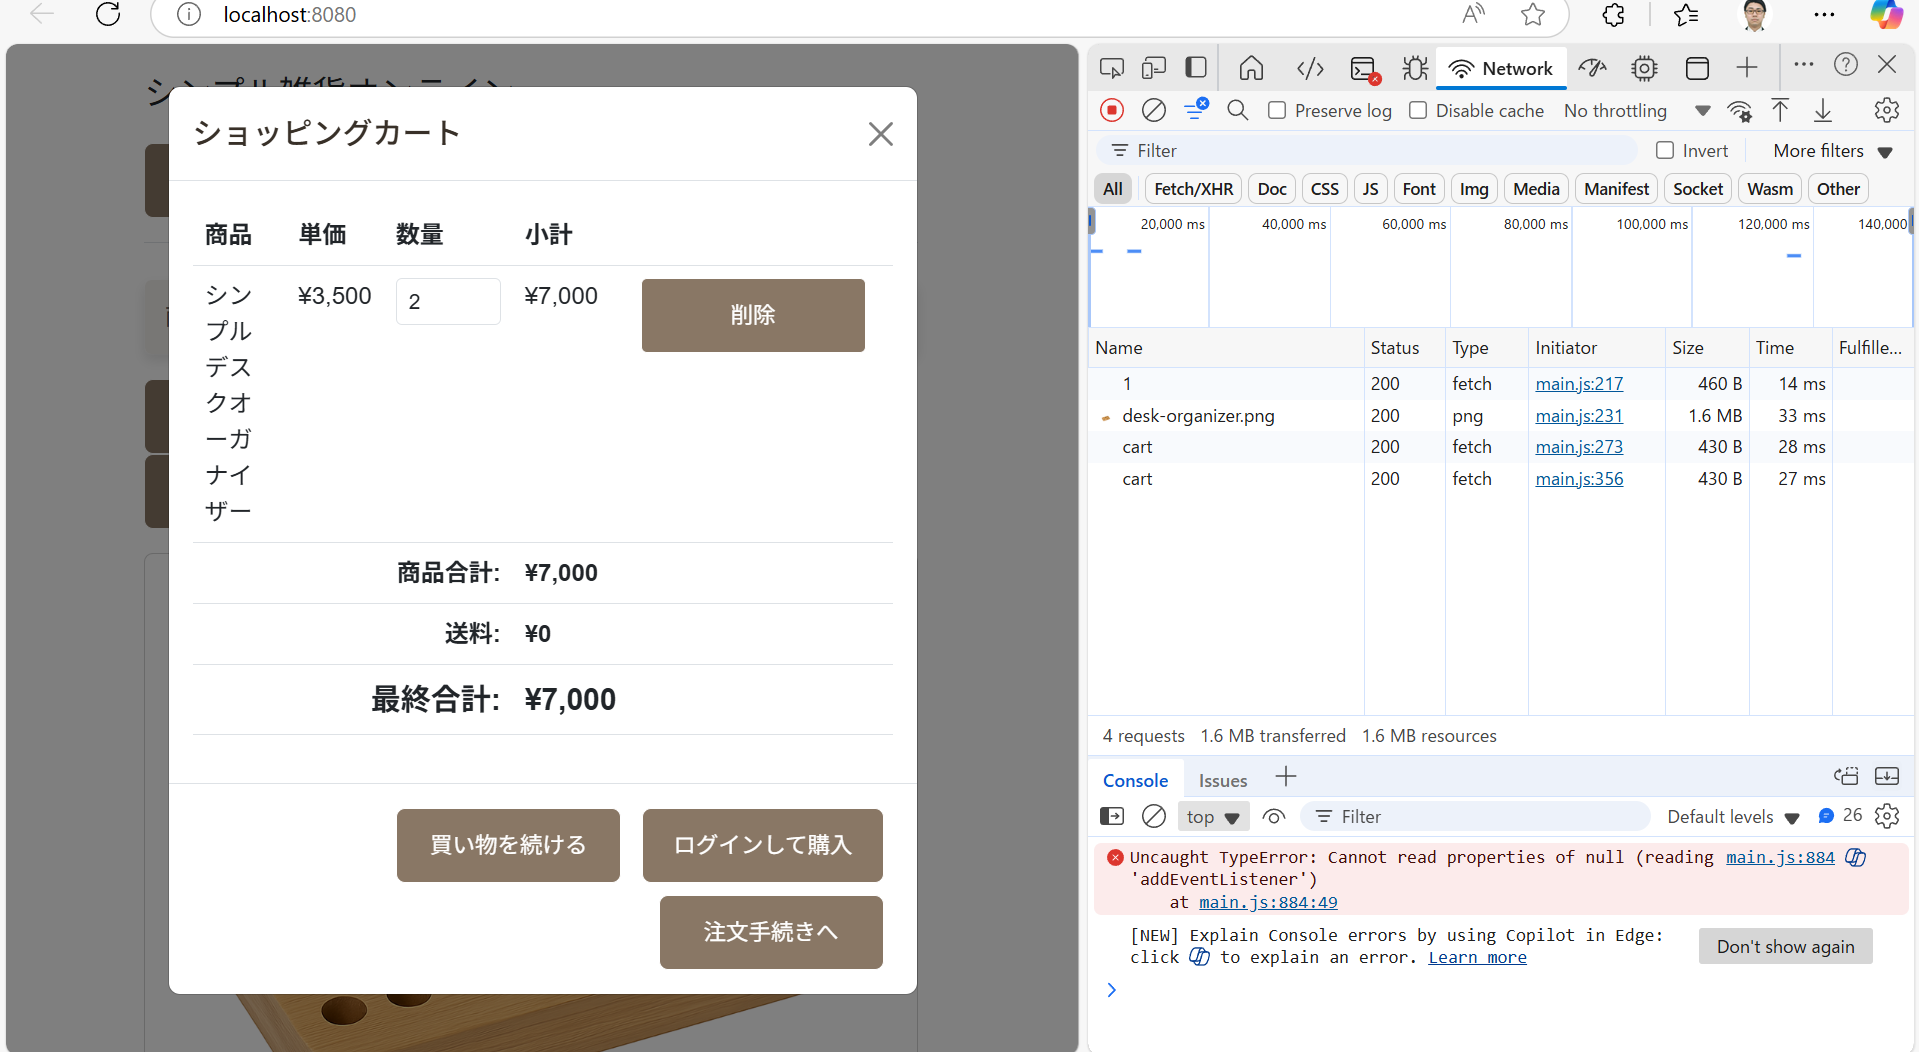 localhost:8080
シンプル雑貨オンライン
ショッピングカート
商品 単価 数量 小計
シンプルデスクオーガナイザー ¥3,500 2 ¥7,000 削除
商品合計: ¥7,000
送料: ¥0
最終合計: ¥7,000
買い物を続ける ログインして購入
注文手続きへ
Network
Preserve log Disable cache No throttling
Filter Invert More filters
All Fetch/XHR Doc CSS JS Font Img Media Manifest Socket Wasm Other
20,000 ms 40,000 ms 60,000 ms 80,000 ms 100,000 ms 120,000 ms 140,000
Name Status Type Initiator Size Time Fulfille...
1 200 fetch main.js:217 460 B 14 ms
desk-organizer.png 200 png main.js:231 1.6 MB 33 ms
cart 200 fetch main.js:273 430 B 28 ms
cart 200 fetch main.js:356 430 B 27 ms
4 requests 1.6 MB transferred 1.6 MB resources
Console Issues
top Filter Default levels 26
Uncaught TypeError: Cannot read properties of null (reading main.js:884
'addEventListener')
at main.js:884:49
[NEW] Explain Console errors by using Copilot in Edge:
click to explain an error. Learn more
Don't show again